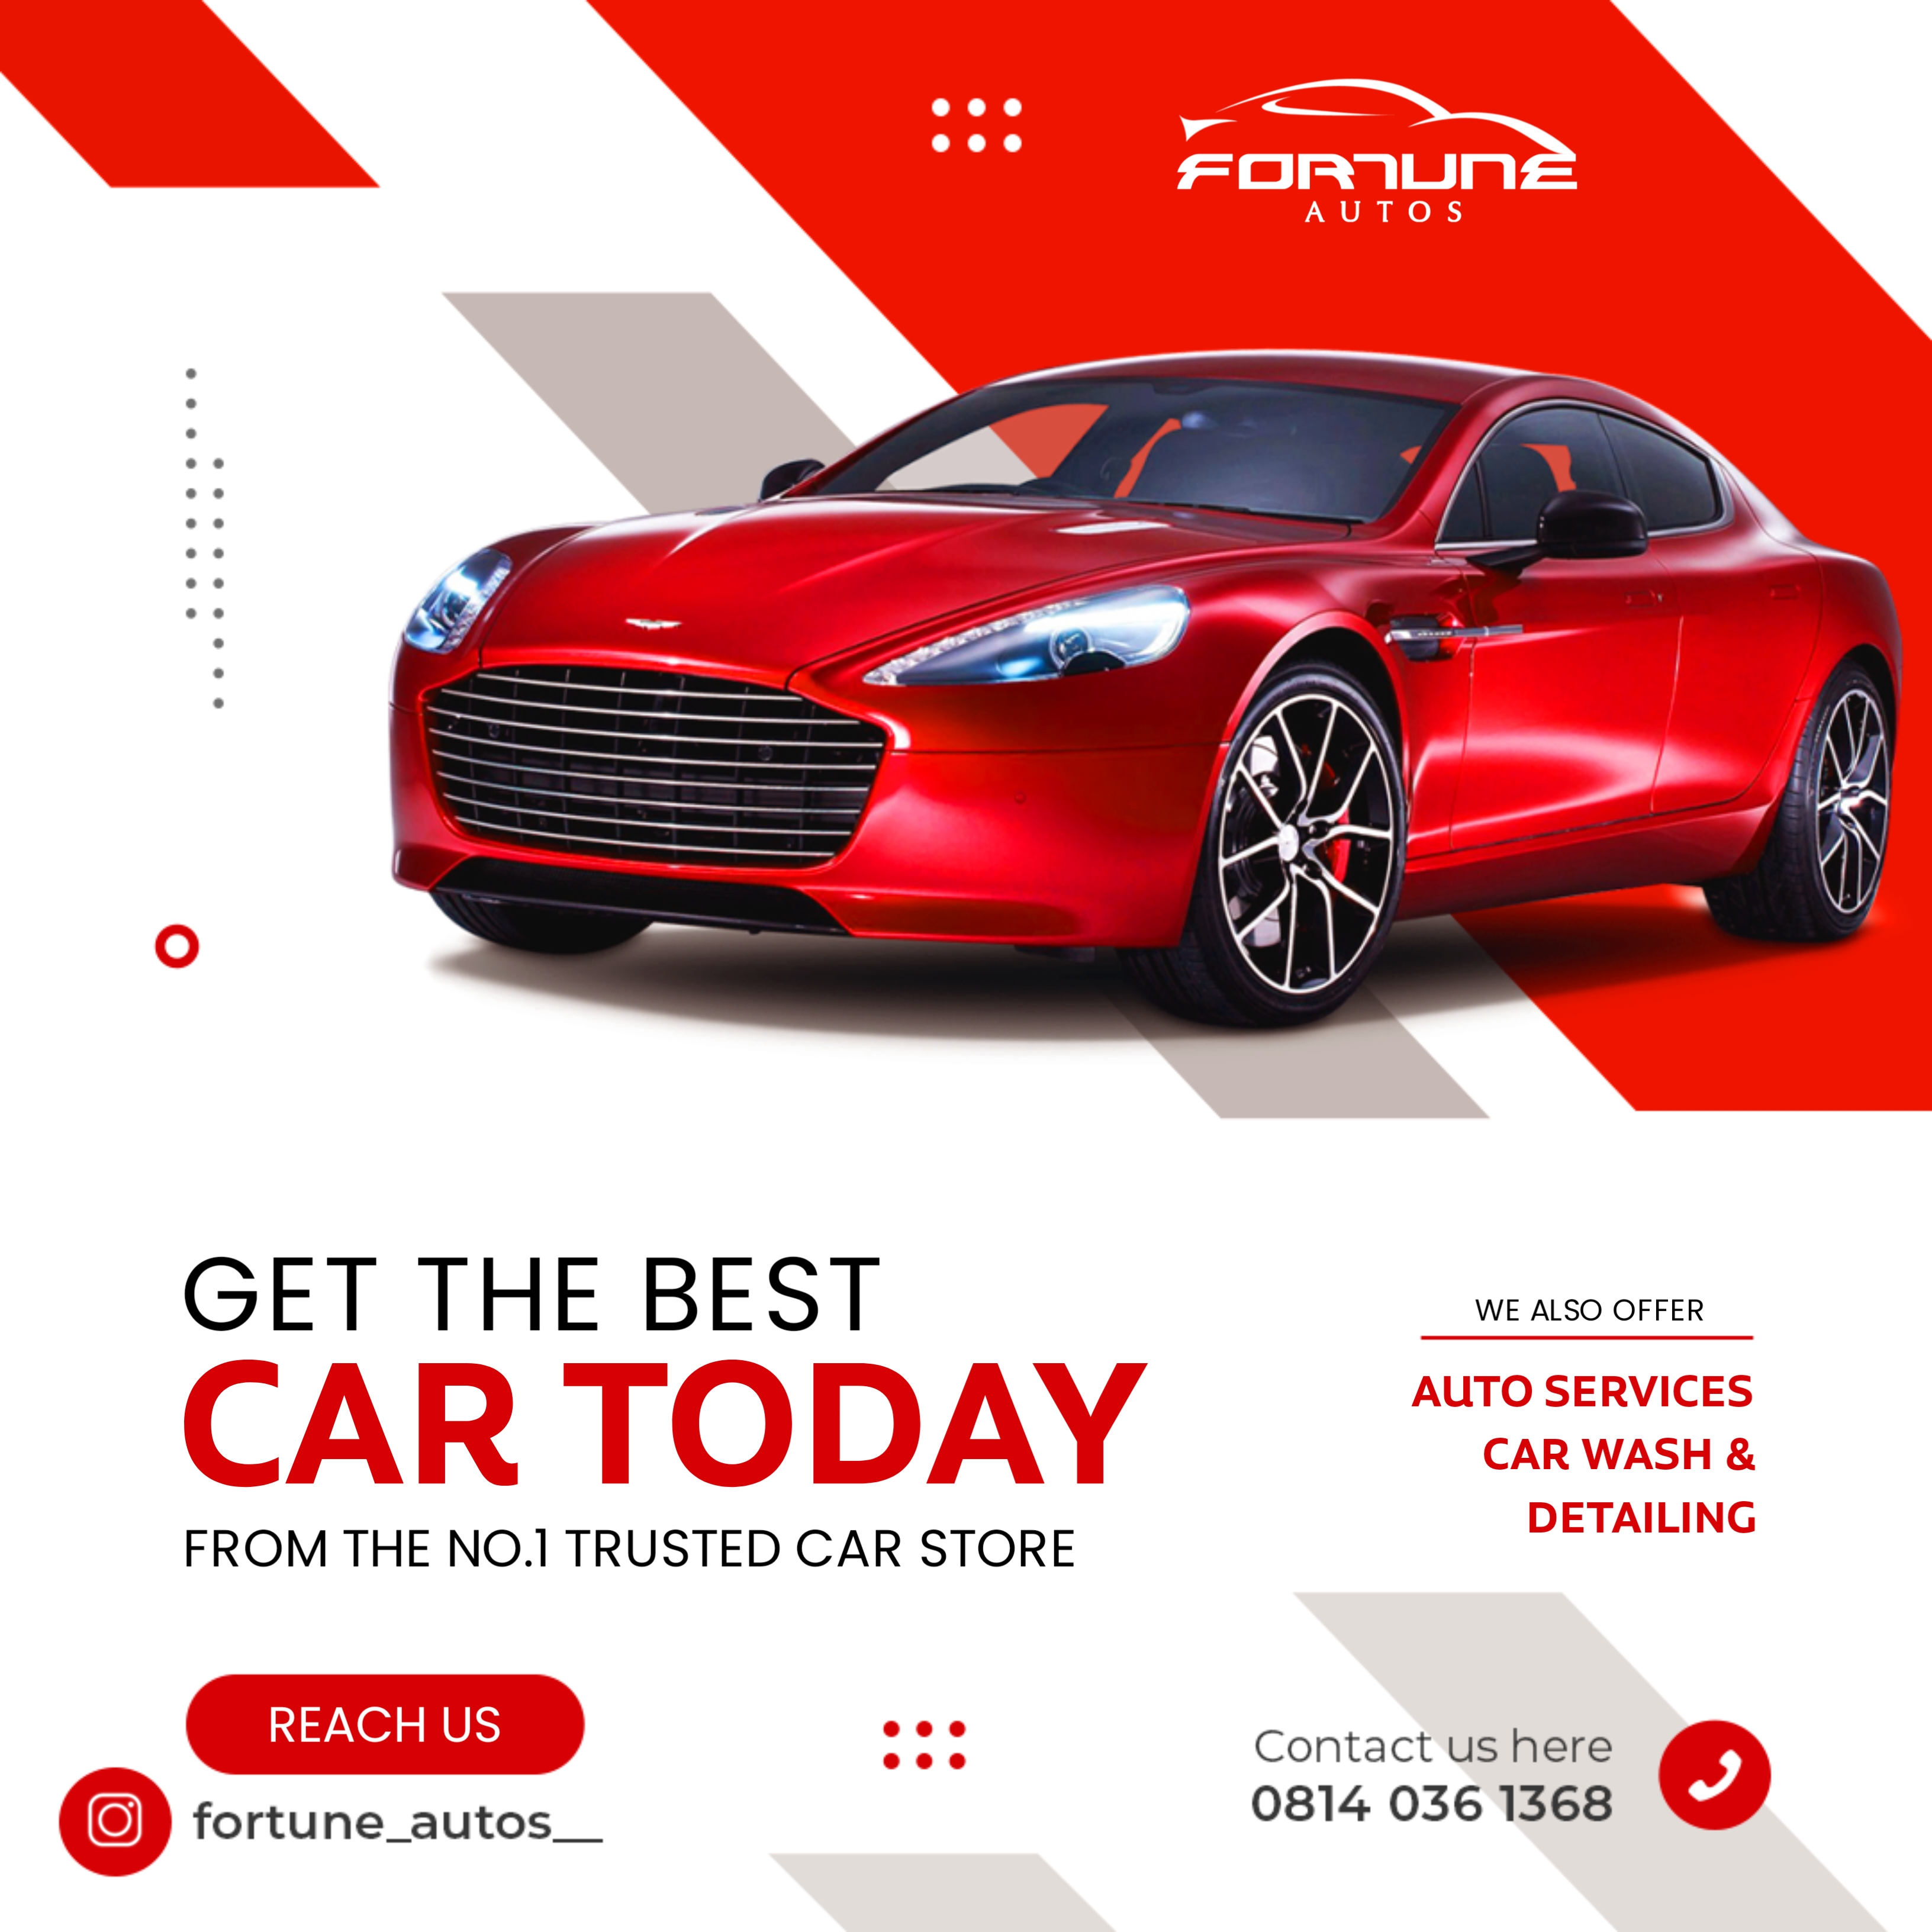 FORTUNE
AUTOS
GET THE BEST
CAR TODAY
FROM THE NO.1 TRUSTED CAR STORE
WE ALSO OFFER
AUTO SERVICES
CAR WASH &
DETAILING
REACH US
fortune_autos__
Contact us here
0814 036 1368